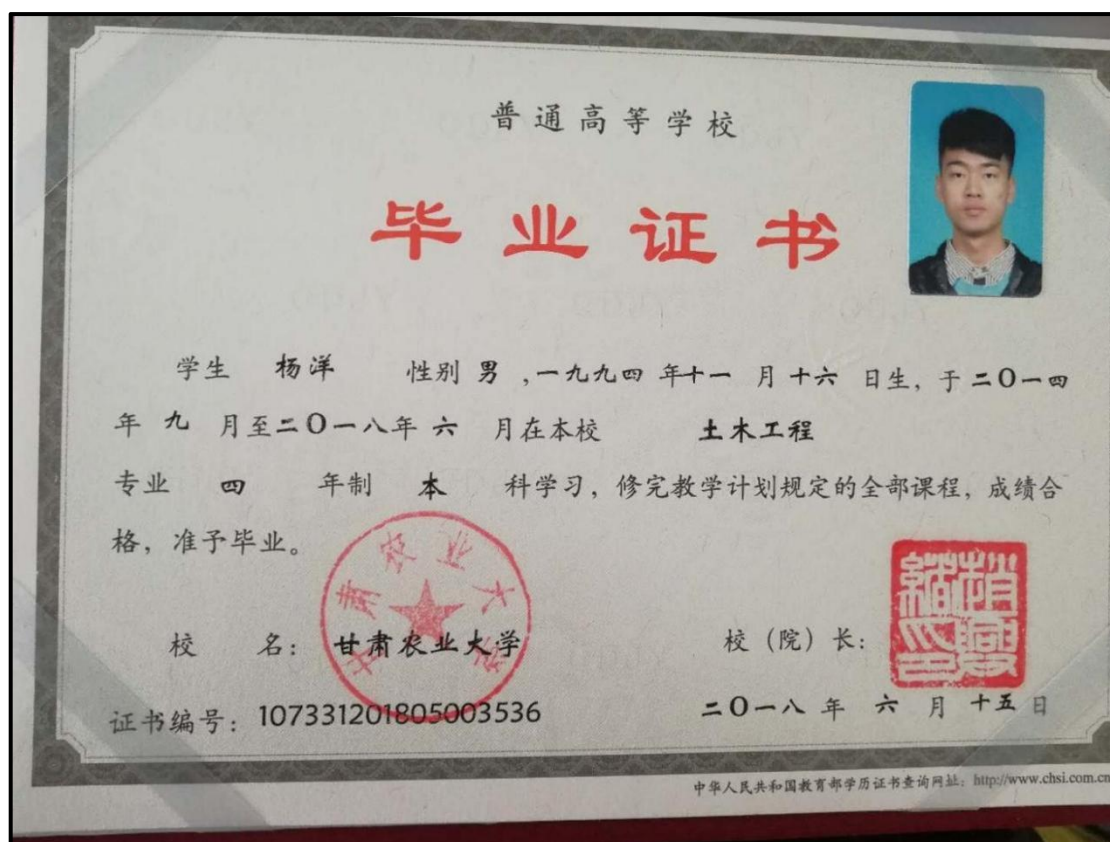 普通高等学校
毕业证书
学生 杨洋 性别 男 ,一九九四 年十一 月 十六 日生, 于 二〇一四
年 九 月至二〇一八年 六 月在本校 土木工程
专业 四 年制 本 科学习, 修完教学计划规定的全部课程, 成绩合
格, 准予毕业。
校 名: 甘肃农业大学 校 (院) 长:
证书编号: 107331201805003536 二〇一八 年 六 月 十五 日
中华人民共和国教育部学历证书查询网址: http://www.chsi.com.cn